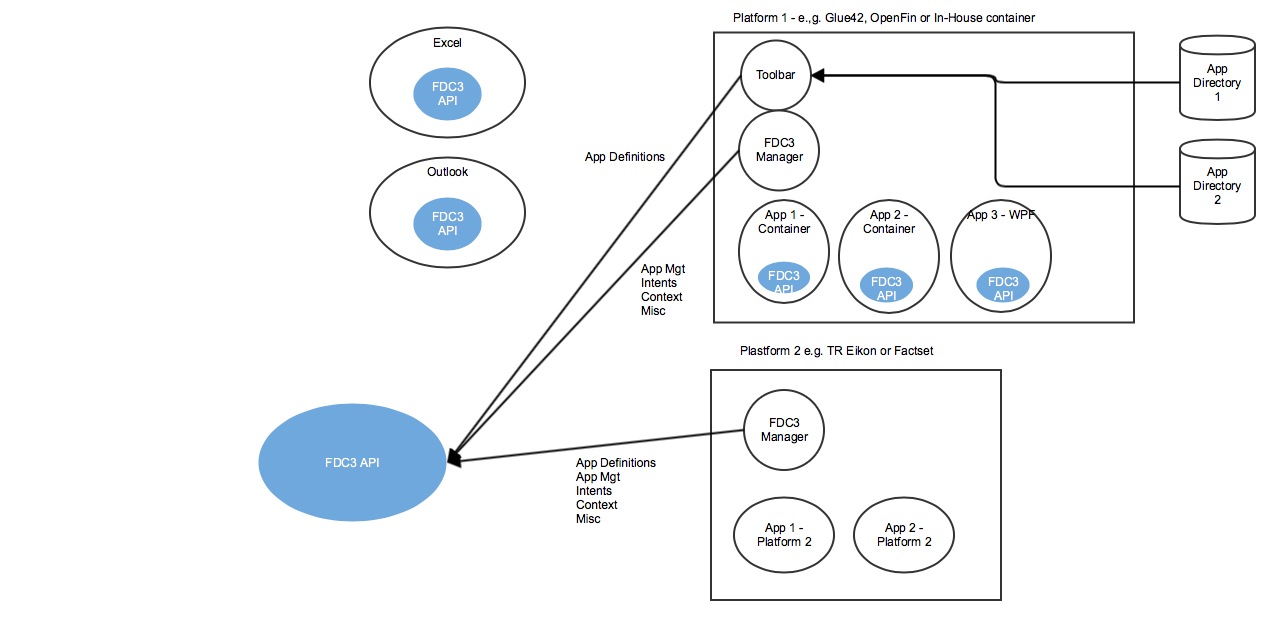 Platform 1 - e.,g. Glue42, OpenFin or In-House container
Excel
FDC3
API
Outlook
FDC3
API
Toolbar
FDC3
Manager
App
Directory
1
App
Directory
2
App Definitions
App 1 -
Container
FDC3
API
App 2 -
Container
FDC3
API
App 3 - WPF
FDC3
API
App Mgt
Intents
Context
Misc
Plastform 2 e.g. TR Eikon or Factset
FDC3
Manager
FDC3 API
App Definitions
App Mgt
Intents
Context
Misc
App 1 -
Platform 2
App 2 -
Platform 2